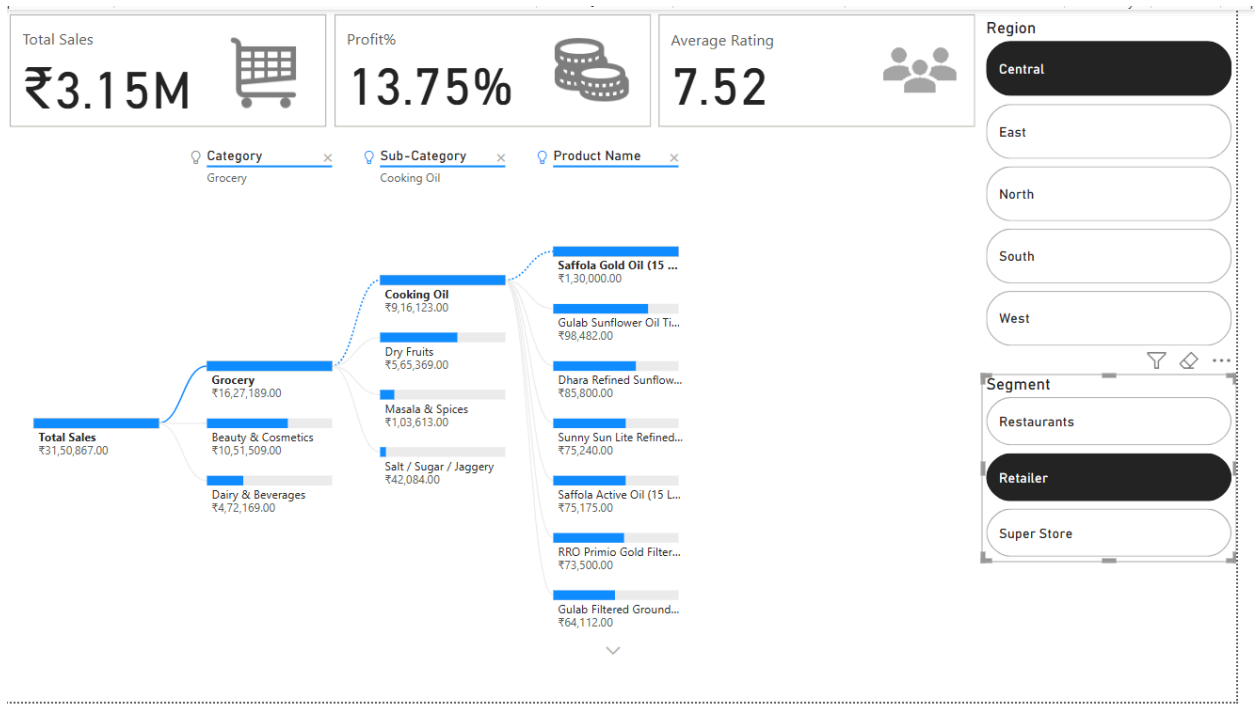 Total Sales
₹3.15M
Profit%
13.75%
Average Rating
7.52
Region
Central
East
North
South
West
Segment
Restaurants
Retailer
Super Store
Category
Grocery
Sub-Category
Cooking Oil
Product Name
Total Sales
₹31,50,867.00
Grocery
₹16,27,189.00
Beauty & Cosmetics
₹10,51,509.00
Dairy & Beverages
₹4,72,169.00
Cooking Oil
₹9,16,123.00
Dry Fruits
₹5,65,369.00
Masala & Spices
₹1,03,613.00
Salt / Sugar / Jaggery
₹42,084.00
Saffola Gold Oil (15 ...
₹1,30,000.00
Gulab Sunflower Oil Ti...
₹98,482.00
Dhara Refined Sunflow...
₹85,800.00
Sunny Sun Lite Refined...
₹75,240.00
Saffola Active Oil (15 L...
₹75,175.00
RRO Primio Gold Filter...
₹73,500.00
Gulab Filtered Ground...
₹64,112.00